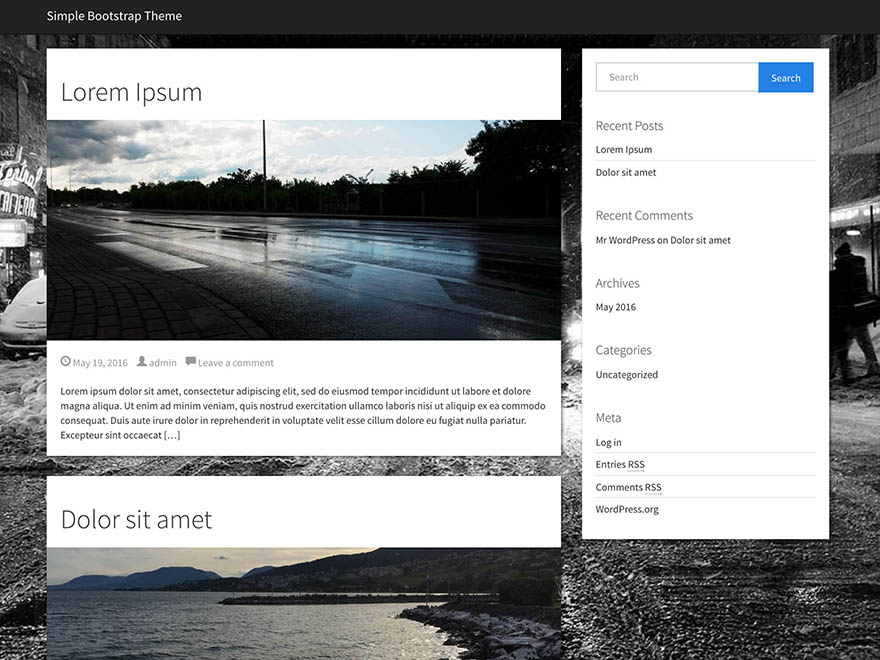 Simple Bootstrap Theme
Lorem Ipsum
May 19, 2016 admin Leave a comment
Lorem ipsum dolor sit amet, consectetur adipiscing elit, sed do eiusmod tempor incididunt ut labore et dolore
magna aliqua. Ut enim ad minim veniam, quis nostrud exercitation ullamco laboris nisi ut aliquip ex ea commodo
consequat. Duis aute irure dolor in reprehenderit in voluptate velit esse cillum dolore eu fugiat nulla pariatur.
Excepteur sint occaecat […]
Dolor sit amet
Search Search
Recent Posts
Lorem Ipsum
Dolor sit amet
Recent Comments
Mr WordPress on Dolor sit amet
Archives
May 2016
Categories
Uncategorized
Meta
Log in
Entries RSS
Comments RSS
WordPress.org